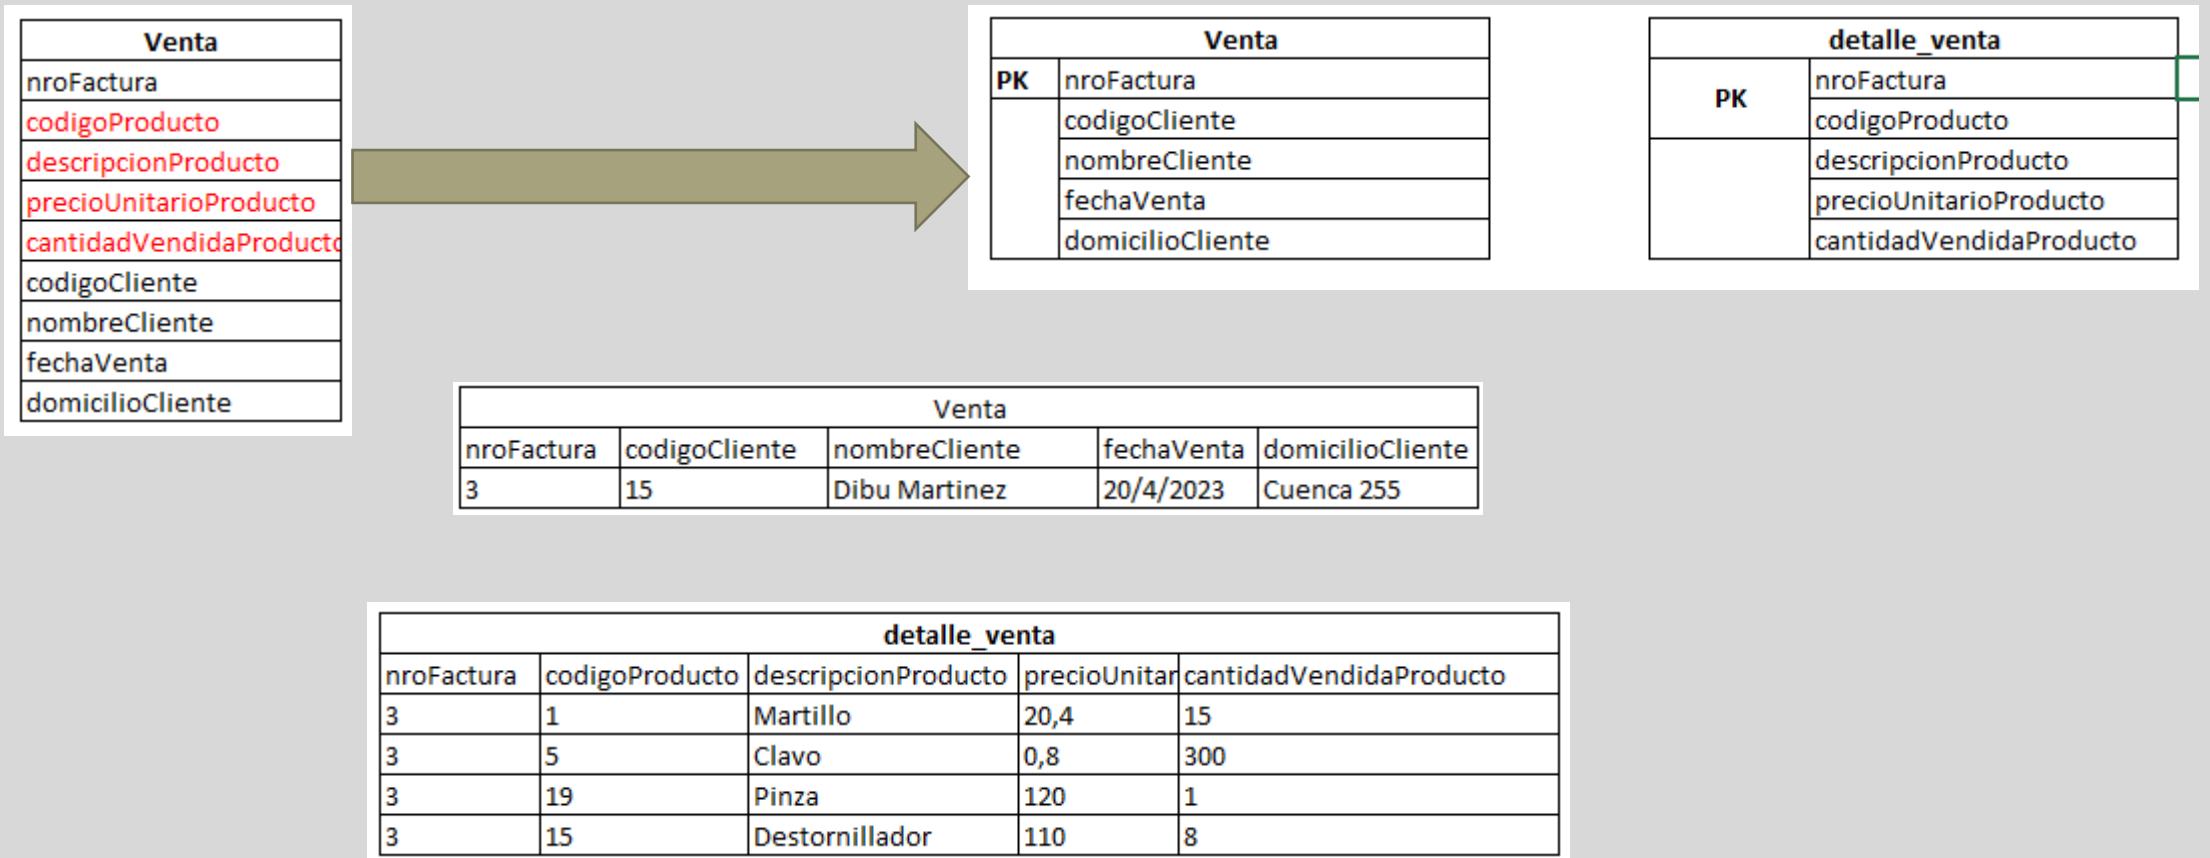 Venta
nroFactura
codigoProducto
descripcionProducto
precioUnitarioProducto
cantidadVendidaProducto
codigoCliente
nombreCliente
fechaVenta
domicilioCliente
Venta
PK nroFactura
codigoCliente
nombreCliente
fechaVenta
domicilioCliente
detalle_venta
PK
nroFactura
codigoProducto
descripcionProducto
precioUnitarioProducto
cantidadVendidaProducto
Venta
nroFactura codigoCliente nombreCliente fechaVenta domicilioCliente
3 15 Dibu Martinez 20/4/2023 Cuenca 255
detalle_venta
nroFactura codigoProducto descripcionProducto precioUnitar cantidadVendidaProducto
3 1 Martillo 20,4 15
3 5 Clavo 0,8 300
3 19 Pinza 120 1
3 15 Destornillador 110 8